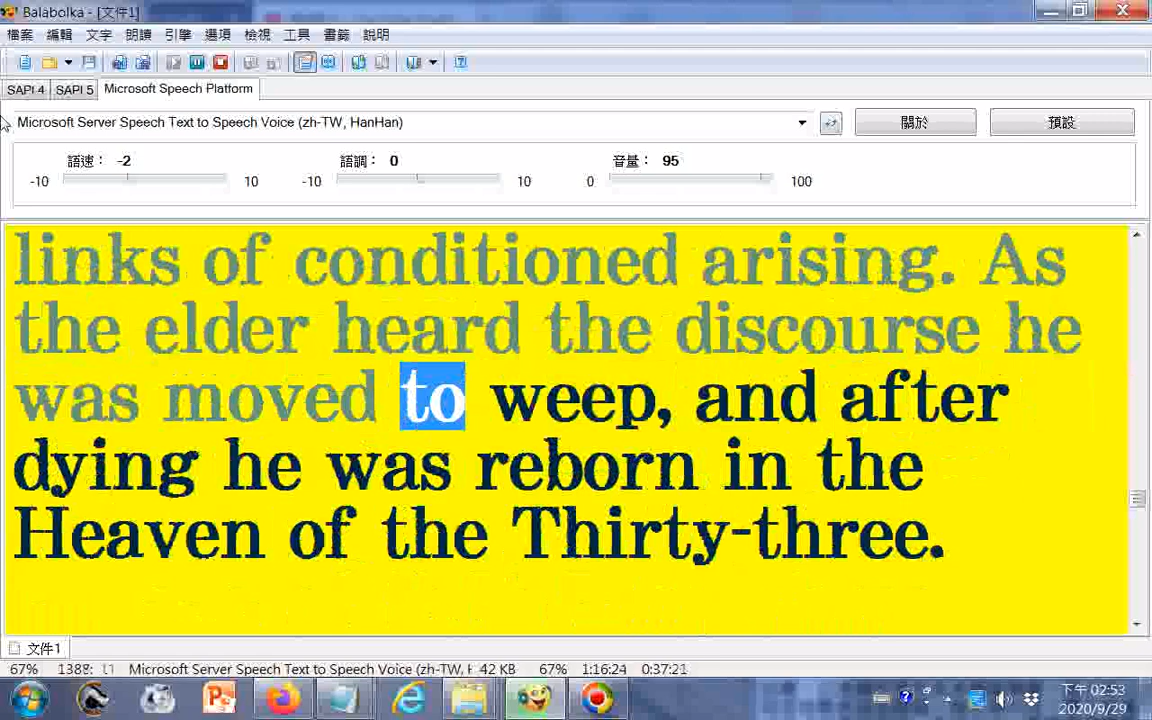 Balabolka - [文件1]
檔案 編輯 文字 朗讀 引擎 選項 檢視 工具 書籤 說明
SAPI 4 SAPI 5 Microsoft Speech Platform
Microsoft Server Speech Text to Speech Voice (zh-TW, HanHan) 關於 預設
語速： -2 語調： 0 音量： 95
-10 10 -10 10 0 100
links of conditioned arising. As
the elder heard the discourse he
was moved to weep, and after
dying he was reborn in the
Heaven of the Thirty-three.
文件1
67% 1388: Microsoft Server Speech Text to Speech Voice (zh-TW, 42 KB 67% 1:16:24 0:37:21
下午 02:53
2020/9/29